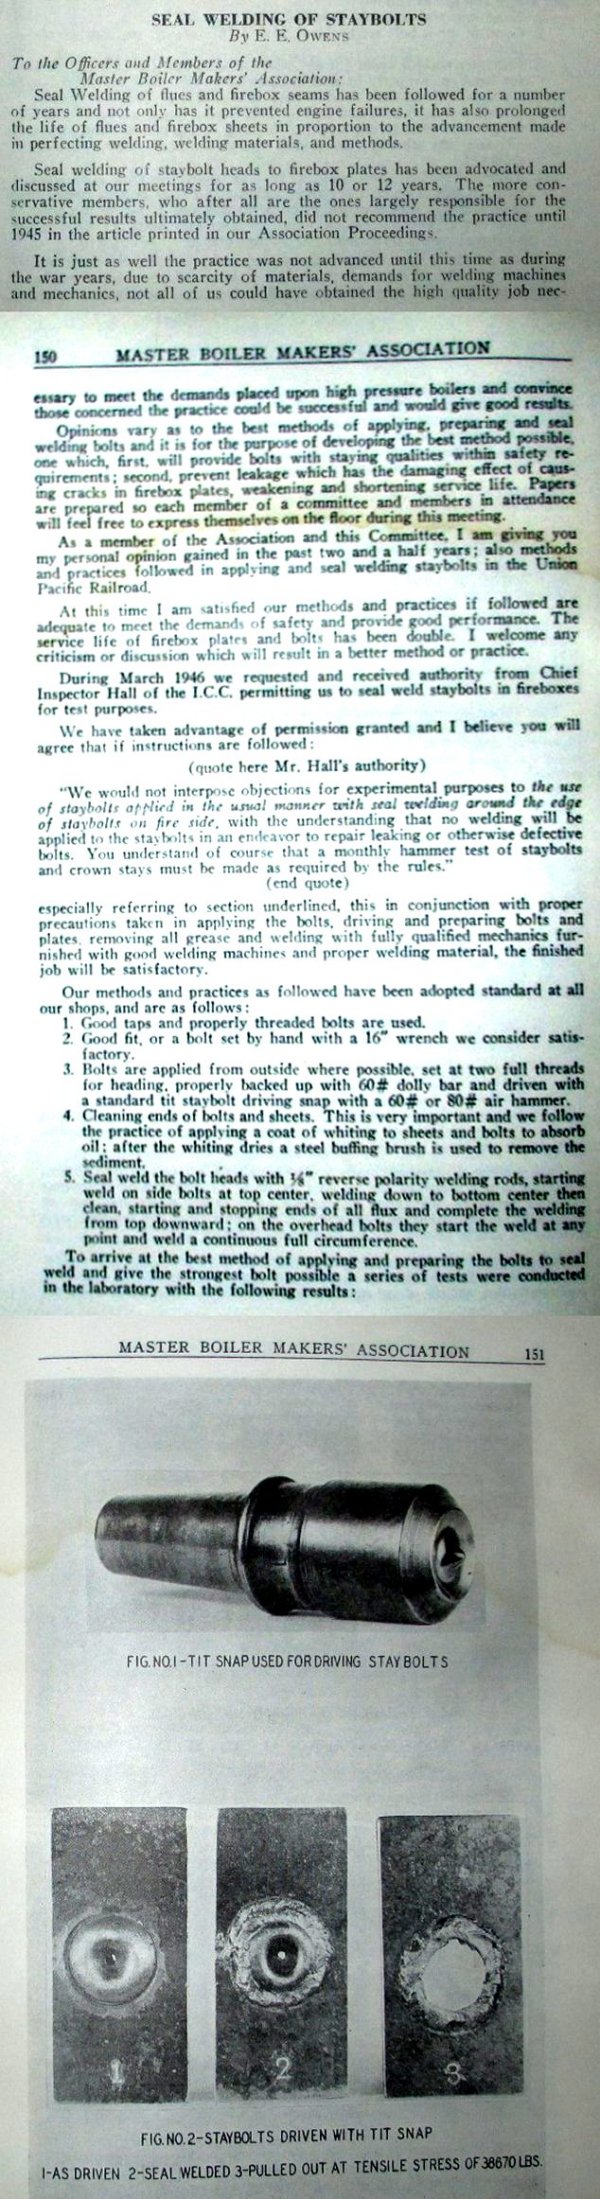 SEAL WELDING OF STAYBOLTS
By E. E. OWENS
To the Officers and Members of the
Master Boiler Makers' Association:
Seal Welding of flues and firebox seams has been followed for a number
of years and not only has it prevented engine failures, it has also prolonged
the life of flues and firebox sheets in proportion to the advancement made
in perfecting welding, welding materials, and methods.
Seal welding of staybolt heads to firebox plates has been advocated and
discussed at our meetings for as long as 10 or 12 years. The more con-
servative members, who after all are the ones largely responsible for the
successful results ultimately obtained, did not recommend the practice until
1945 in the article printed in our Association Proceedings.
It is just as well the practice was not advanced until this time as during
the war years, due to scarcity of materials, demands for welding machines
and mechanics, not all of us could have obtained the high quality job nec-
150 MASTER BOILER MAKERS' ASSOCIATION
essary to meet the demands placed upon high pressure boilers and convince
those concerned the practice could be successful and would give good results.
Opinions vary as to the best methods of applying, preparing and seal
welding bolts and it is for the purpose of developing the best method possible,
one which, first, will provide bolts with staying qualities within safety re-
quirements; second, prevent leakage which has the damaging effect of caus-
ing cracks in firebox plates, weakening and shortening service life. Papers
are prepared so each member of a committee and members in attendance
will feel free to express themselves on the floor during this meeting.
As a member of the Association and this Committee, I am giving you
my personal opinion gained in the past two and a half years; also methods
and practices followed in applying and seal welding staybolts in the Union
Pacific Railroad.
At this time I am satisfied our methods and practices if followed are
adequate to meet the demands of safety and provide good performance. The
service life of firebox plates and bolts has been double. I welcome any
criticism or discussion which will result in a better method or practice.
During March 1946 we requested and received authority from Chief
Inspector Hall of the I.C.C. permitting us to seal weld staybolts in fireboxes
for test purposes.
We have taken advantage of permission granted and I believe you will
agree that if instructions are followed:
(quote here Mr. Hall's authority)
"We would not interpose objections for experimental purposes to the use
of staybolts applied in the usual manner with seal welding around the edge
of staybolts on fire side, with the understanding that no welding will be
applied to the staybolts in an endeavor to repair leaking or otherwise defective
bolts. You understand of course that a monthly hammer test of staybolts
and crown stays must be made as required by the rules."
(end quote)
especially referring to section underlined, this in conjunction with proper
precautions taken in applying the bolts, driving and preparing bolts and
plates, removing all grease and welding with fully qualified mechanics fur-
nished with good welding machines and proper welding material, the finished
job will be satisfactory.
Our methods and practices as followed have been adopted standard at all
our shops, and are as follows:
1. Good taps and properly threaded bolts are used.
2. Good fit, or a bolt set by hand with a 16" wrench we consider satis-
factory.
3. Bolts are applied from outside where possible, set at two full threads
for heading, properly backed up with 60# dolly bar and driven with
a standard tit staybolt driving snap with a 60# or 80# air hammer.
4. Cleaning ends of bolts and sheets. This is very important and we follow
the practice of applying a coat of whiting to sheets and bolts to absorb
oil; after the whiting dries a steel buffing brush is used to remove the
sediment.
5. Seal weld the bolt heads with reverse polarity welding rods, starting
weld on side bolts at top center, welding down to bottom center then
clean, starting and stopping ends of all flux and complete the welding
from top downward; on the overhead bolts they start the weld at any
point and weld a continuous full circumference.
To arrive at the best method of applying and preparing the bolts to seal
weld and give the strongest bolt possible a series of tests were conducted
in the laboratory with the following results:
MASTER BOILER MAKERS' ASSOCIATION 151
FIG. NO. 1-TIT SNAP USED FOR DRIVING STAYBOLTS
1 2 3
FIG. NO. 2-STAYBOLTS DRIVEN WITH TIT SNAP
1-AS DRIVEN 2-SEAL WELDED 3-PULLED OUT AT TENSILE STRESS OF 38670 LBS.